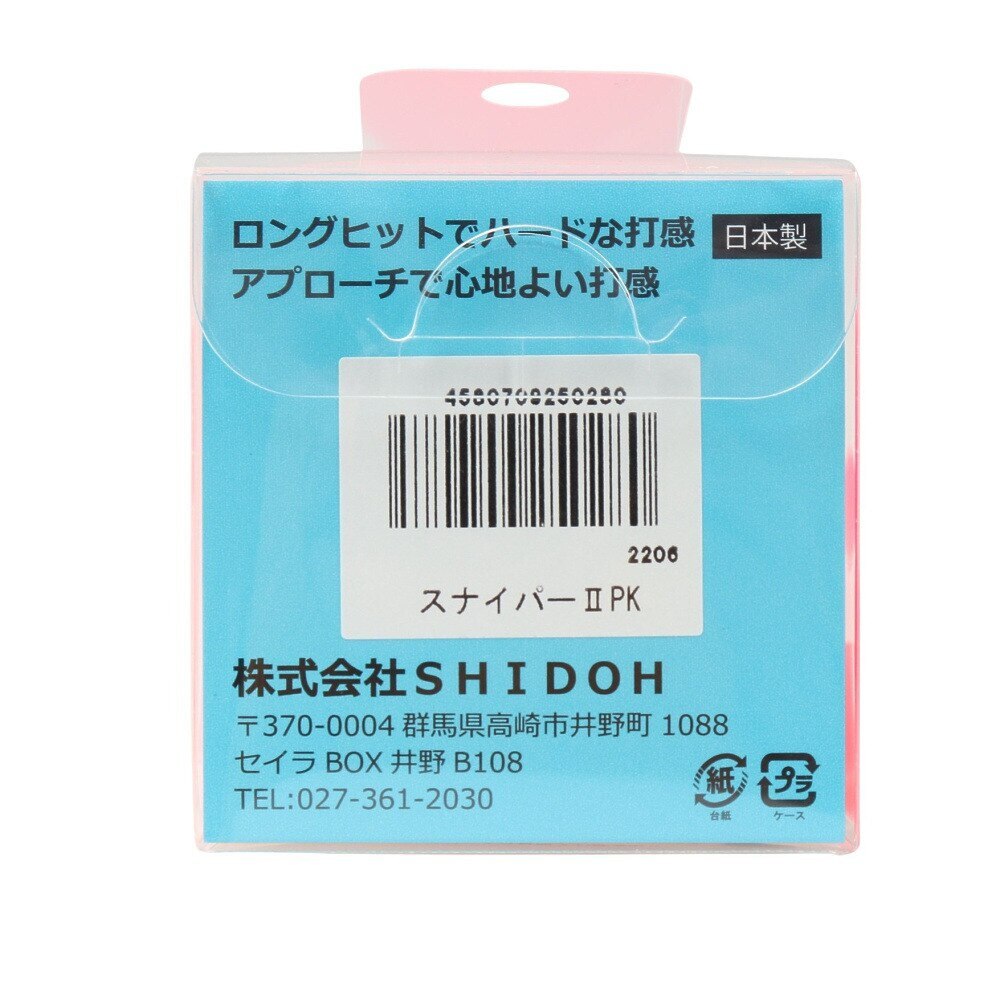 ロングヒットでハードな打感
日本製
アプローチで心地よい打感
4580708250280
2206
スナイパーⅡPK
株式会社SHIDOH
〒370-0004 群馬県高崎市井野町 1088
セイラ BOX 井野 B108
TEL:027-361-2030
紙
台紙
プラ
ケース